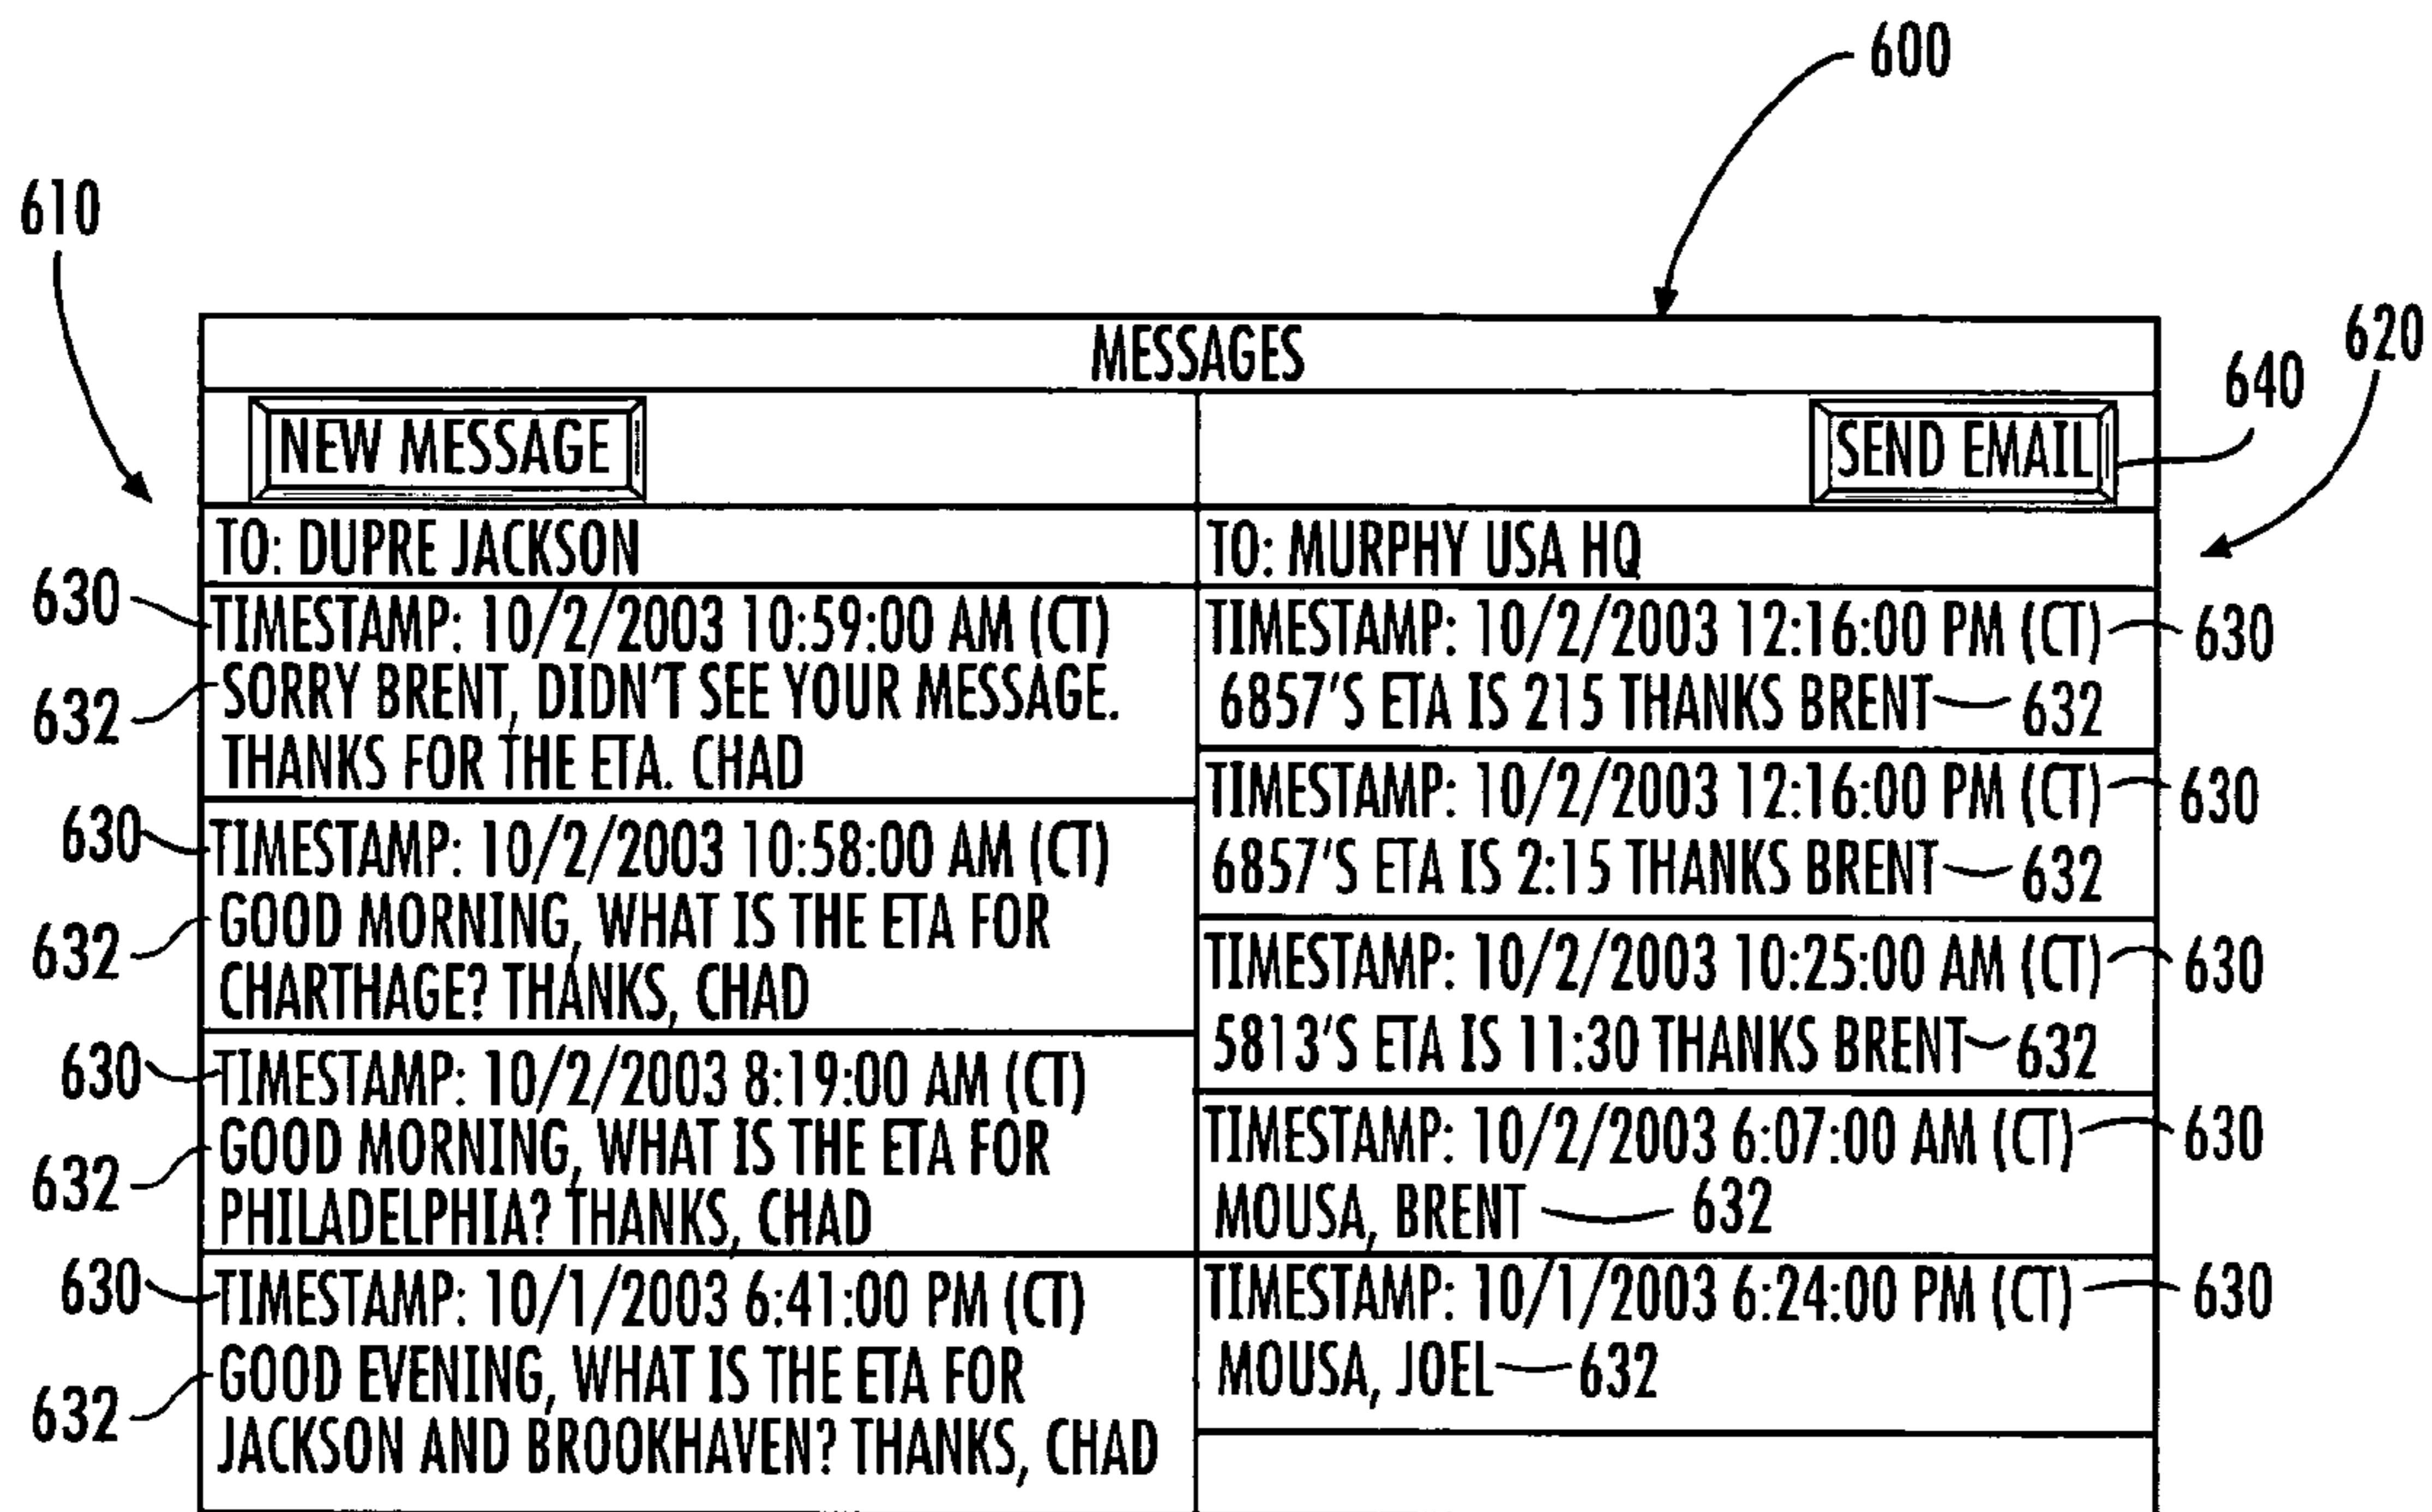 600
610
620
MESSAGES
640
NEW MESSAGE
SEND EMAIL
TO: DUPRE JACKSON
630 TIMESTAMP: 10/2/2003 10:59:00 AM (CT)
632 SORRY BRENT, DIDN'T SEE YOUR MESSAGE.
THANKS FOR THE ETA. CHAD
630 TIMESTAMP: 10/2/2003 10:58:00 AM (CT)
632 GOOD MORNING, WHAT IS THE ETA FOR
CHARTHAGE? THANKS, CHAD
630 TIMESTAMP: 10/2/2003 8:19:00 AM (CT)
632 GOOD MORNING, WHAT IS THE ETA FOR
PHILADELPHIA? THANKS, CHAD
630 TIMESTAMP: 10/1/2003 6:41:00 PM (CT)
632 GOOD EVENING, WHAT IS THE ETA FOR
JACKSON AND BROOKHAVEN? THANKS, CHAD
TO: MURPHY USA HQ
TIMESTAMP: 10/2/2003 12:16:00 PM (CT) 630
6857'S ETA IS 215 THANKS BRENT 632
TIMESTAMP: 10/2/2003 12:16:00 PM (CT) 630
6857'S ETA IS 2:15 THANKS BRENT 632
TIMESTAMP: 10/2/2003 10:25:00 AM (CT) 630
5813'S ETA IS 11:30 THANKS BRENT 632
TIMESTAMP: 10/2/2003 6:07:00 AM (CT) 630
MOUSA, BRENT 632
TIMESTAMP: 10/1/2003 6:24:00 PM (CT) 630
MOUSA, JOEL 632